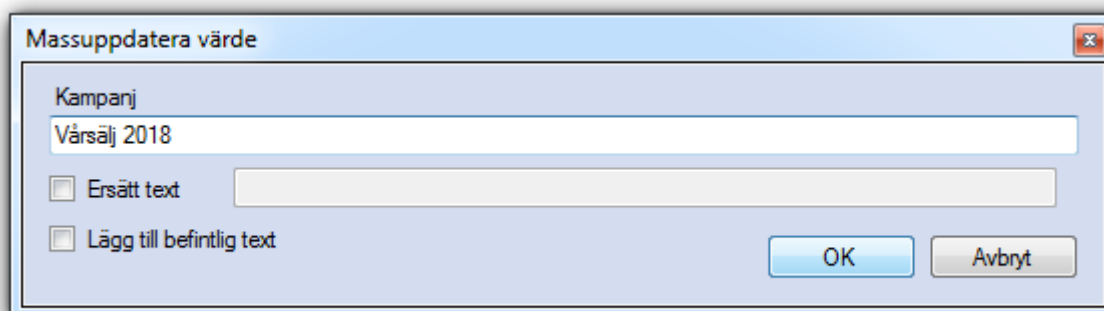 Massuppdatera värde
Kampanj
Vårsälj 2018
Ersätt text
Lägg till befintlig text
OK Avbryt